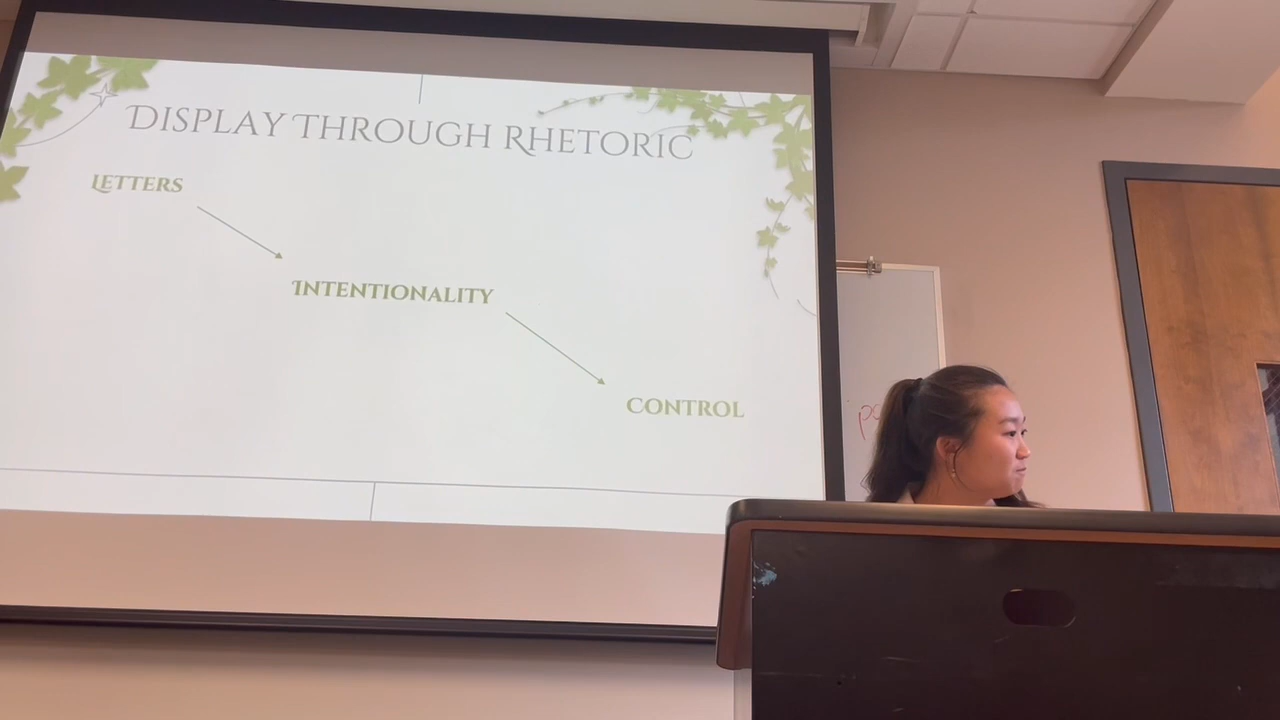 DISPLAY THROUGH RHETORIC
LETTERS
INTENTIONALITY
CONTROL